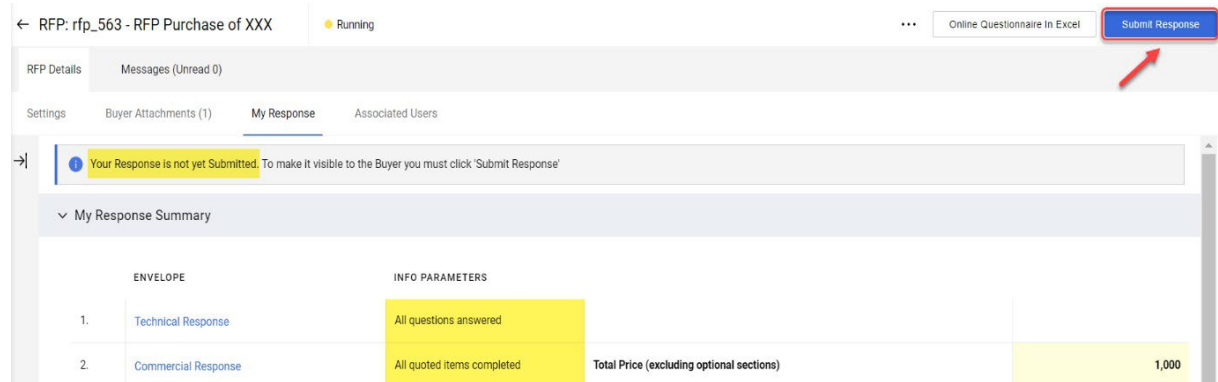 ← RFP: rfp_563 - RFP Purchase of XXX Running ... Online Questionnaire In Excel Submit Response
RFP Details Messages (Unread 0)
Settings Buyer Attachments (1) My Response Associated Users
Your Response is not yet Submitted. To make it visible to the Buyer you must click 'Submit Response'
My Response Summary
ENVELOPE INFO PARAMETERS
1. Technical Response All questions answered
2. Commercial Response All quoted items completed Total Price (excluding optional sections) 1,000